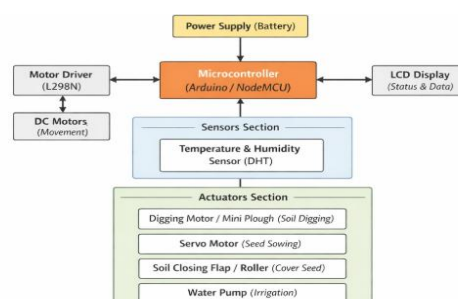 Power Supply (Battery)
Motor Driver
(L298N)
Microcontroller
(Arduino / NodeMCU)
LCD Display
(Status & Data)
DC Motors
(Movement)
Sensors Section
Temperature & Humidity
Sensor (DHT)
Actuators Section
Digging Motor / Mini Plough (Soil Digging)
Servo Motor (Seed Sowing)
Soil Closing Flap / Roller (Cover Seed)
Water Pump (Irrigation)